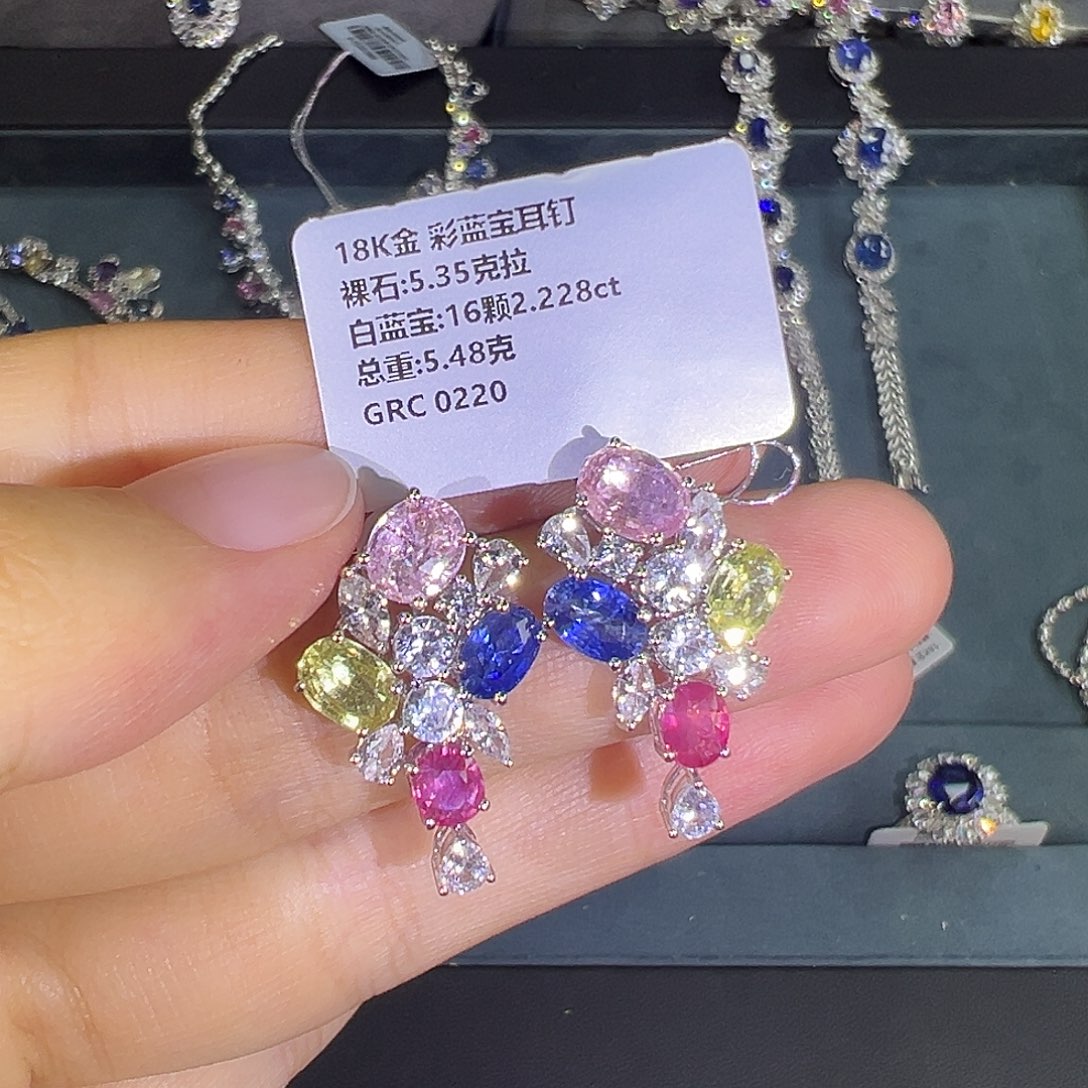 18K金 彩蓝宝耳钉
裸石:5.35克拉
白蓝宝:16颗2.228ct
总重:5.48克
GRC 0220